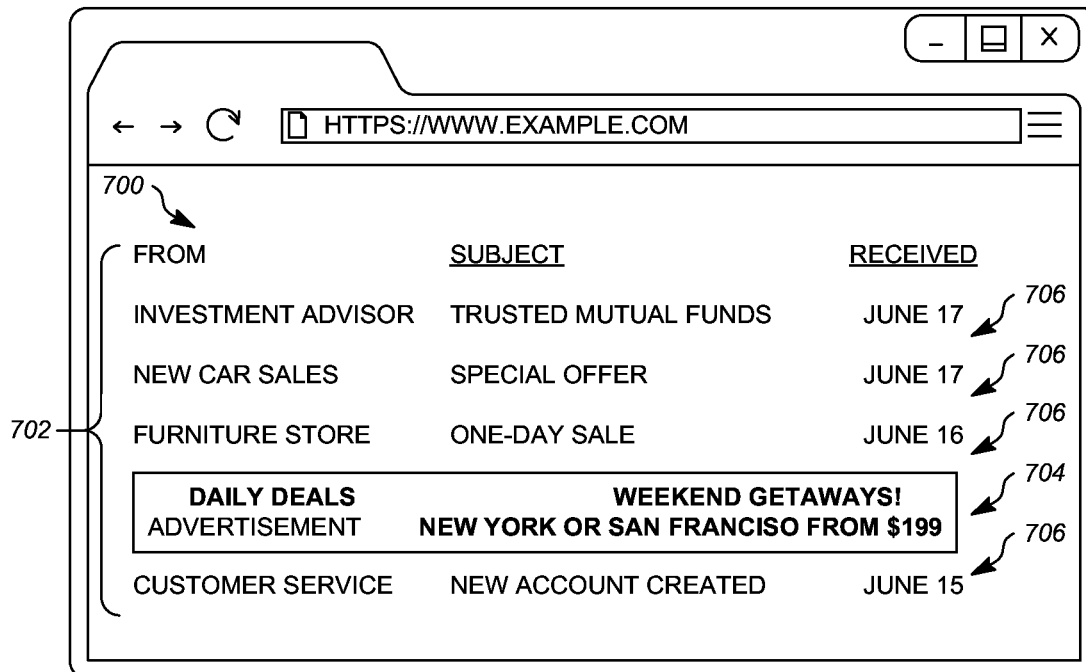 HTTPS://WWW.EXAMPLE.COM
700
FROM SUBJECT RECEIVED
INVESTMENT ADVISOR TRUSTED MUTUAL FUNDS JUNE 17 706
NEW CAR SALES SPECIAL OFFER JUNE 17 706
702 FURNITURE STORE ONE-DAY SALE JUNE 16 706
DAILY DEALS WEEKEND GETAWAYS! 704
ADVERTISEMENT NEW YORK OR SAN FRANCISO FROM $199
CUSTOMER SERVICE NEW ACCOUNT CREATED JUNE 15 706